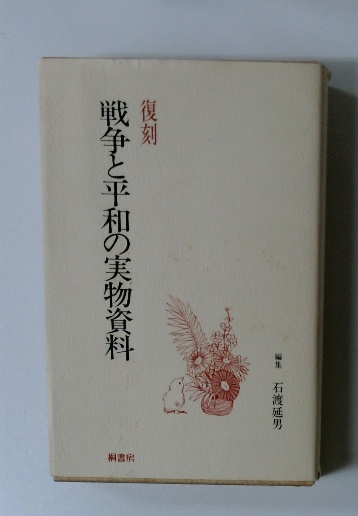 復刻
戦争と平和の実物資料
編集 石渡延男
桐書房